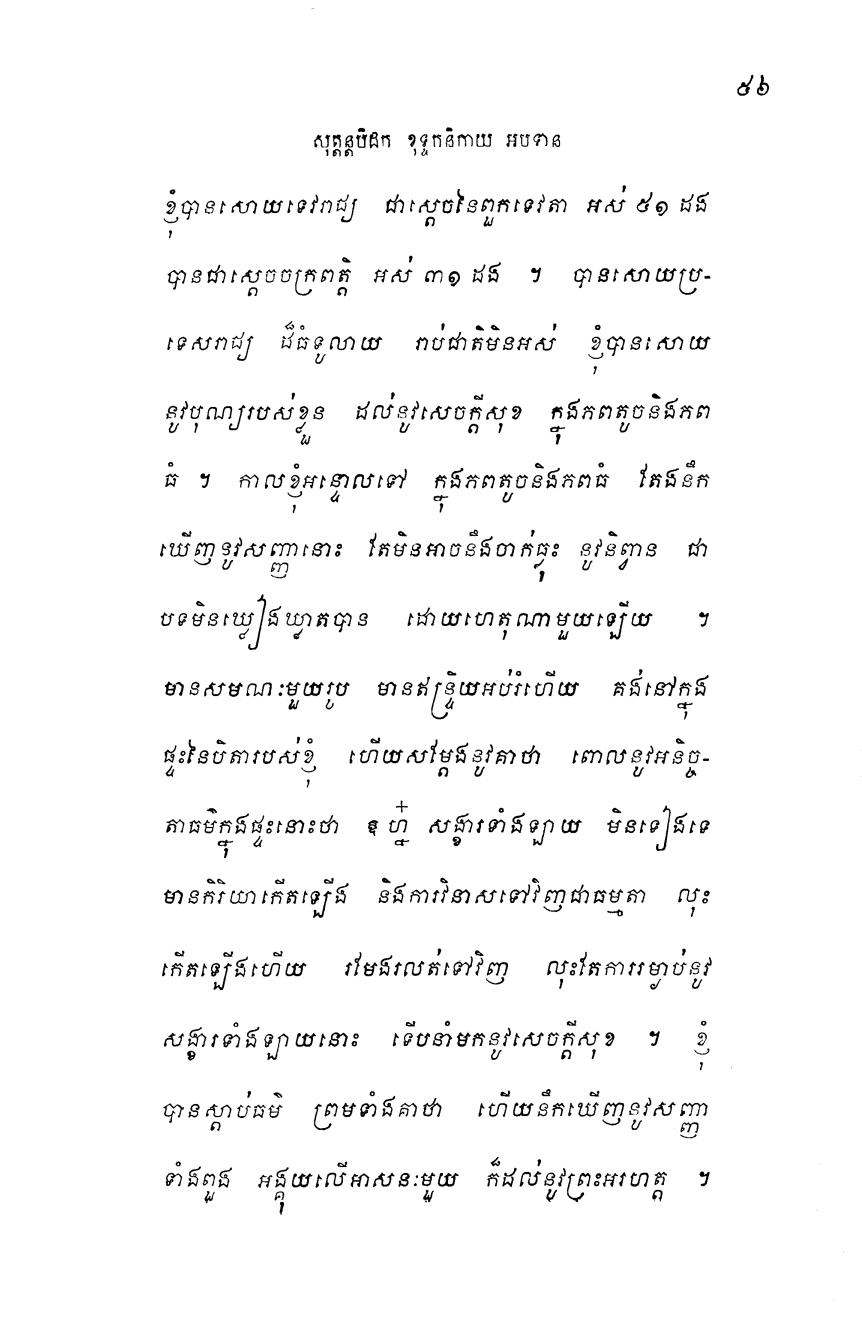 ៥៦
សុត្តន្តបិដក ខុទ្ទកនិកាយ អបទាន
ខ្ញុំបានសោយទេវរាជ្យ ជាស្តេចនៃពួកទេវតា អស់ ៥១ ដង
បានជាស្តេចចក្រពត្តិ អស់ ៣១ ដង ។ បានសោយប្រ-
ទេសរាជ្យ ដ៏ធំទូលាយ រាប់ជាតិមិនអស់ ខ្ញុំបានសោយ
នូវបុណ្យរបស់ខ្លួន ដល់នូវសេចក្តីសុខ ក្នុងភពតូចនិងភព
ធំ ។ កាលខ្ញុំអន្ទោលទៅ ក្នុងភពតូចនិងភពធំ តែងនឹក
ឃើញនូវសញ្ញានោះ តែមិនអាចនឹងចាក់ធ្លុះ នូវនិព្វាន ជា
បទមិនឃ្លៀងឃ្លាតបាន ដោយហេតុណាមួយឡើយ ។
មានសមណៈមួយរូប មានឥន្ទ្រិយអប់រំហើយ គង់នៅក្នុង
ផ្ទះនៃបិតារបស់ខ្ញុំ ហើយសម្តែងនូវគាថា ពោលនូវអនិច្ច-
តាធម៌ក្នុងផ្ទះនោះថា ឧហ្ន៎ សង្ខារទាំងឡាយ មិនទៀងទេ
មានកិរិយាកើតឡើង និងការវិនាសទៅវិញជាធម្មតា លុះ
កើតឡើងហើយ រមែងរលត់ទៅវិញ លុះតែការរម្ងាប់នូវ
សង្ខារទាំងឡាយនោះ ទើបនាំមកនូវសេចក្តីសុខ ។ ខ្ញុំ
បានស្តាប់ធម៌ ព្រមទាំងគាថា ហើយនឹកឃើញនូវសញ្ញា
ទាំងពួង អង្គុយលើអាសនៈមួយ ក៏ដល់នូវព្រះអរហត្ត ។